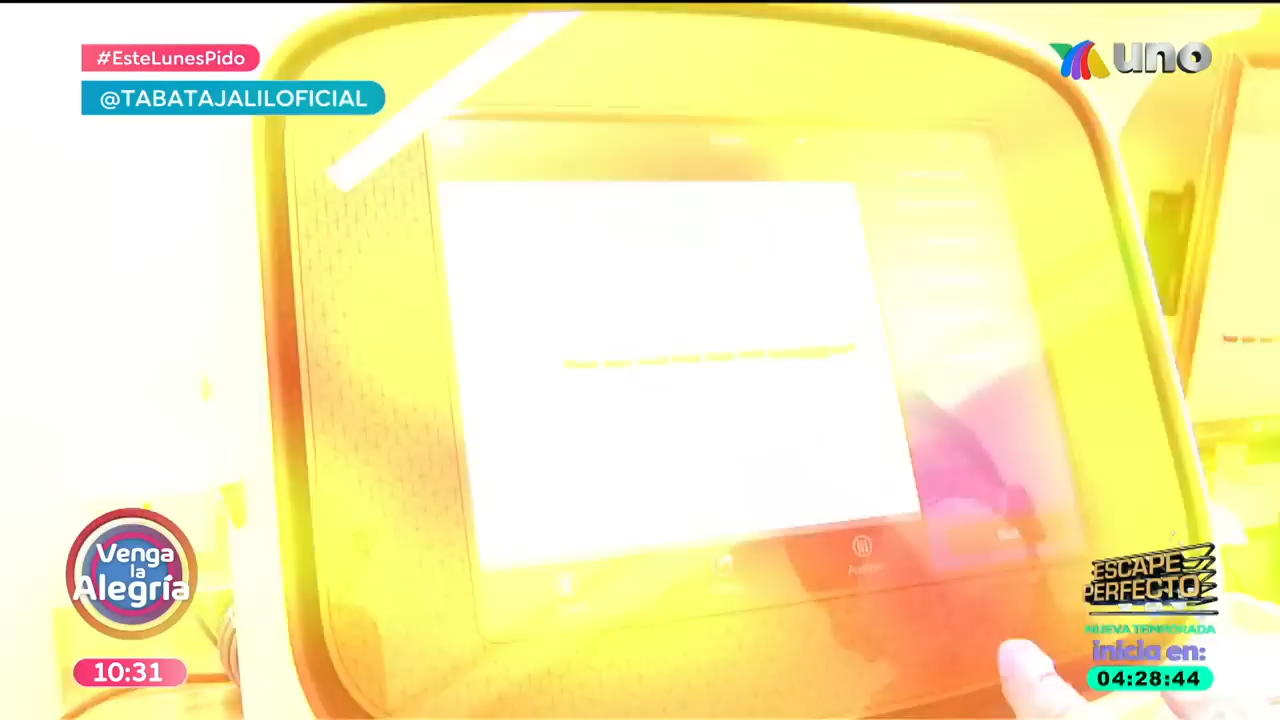 #EsteLunesPido
@TABATAJALILOFICIAL
uno
Venga
la
Alegría
10:31
ESCAPE
PERFECTO
NUEVA TEMPORADA
inicia en:
04:28:44